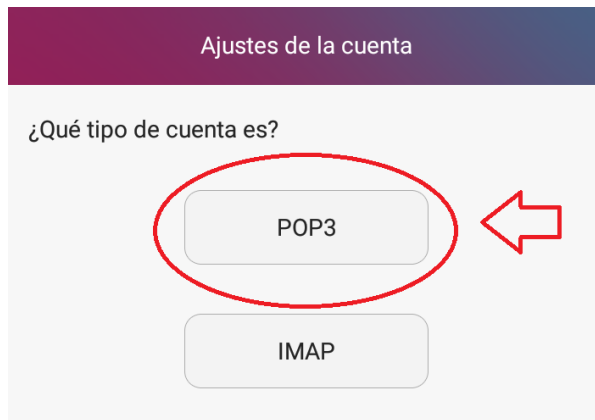 Ajustes de la cuenta
¿Qué tipo de cuenta es?
POP3
IMAP